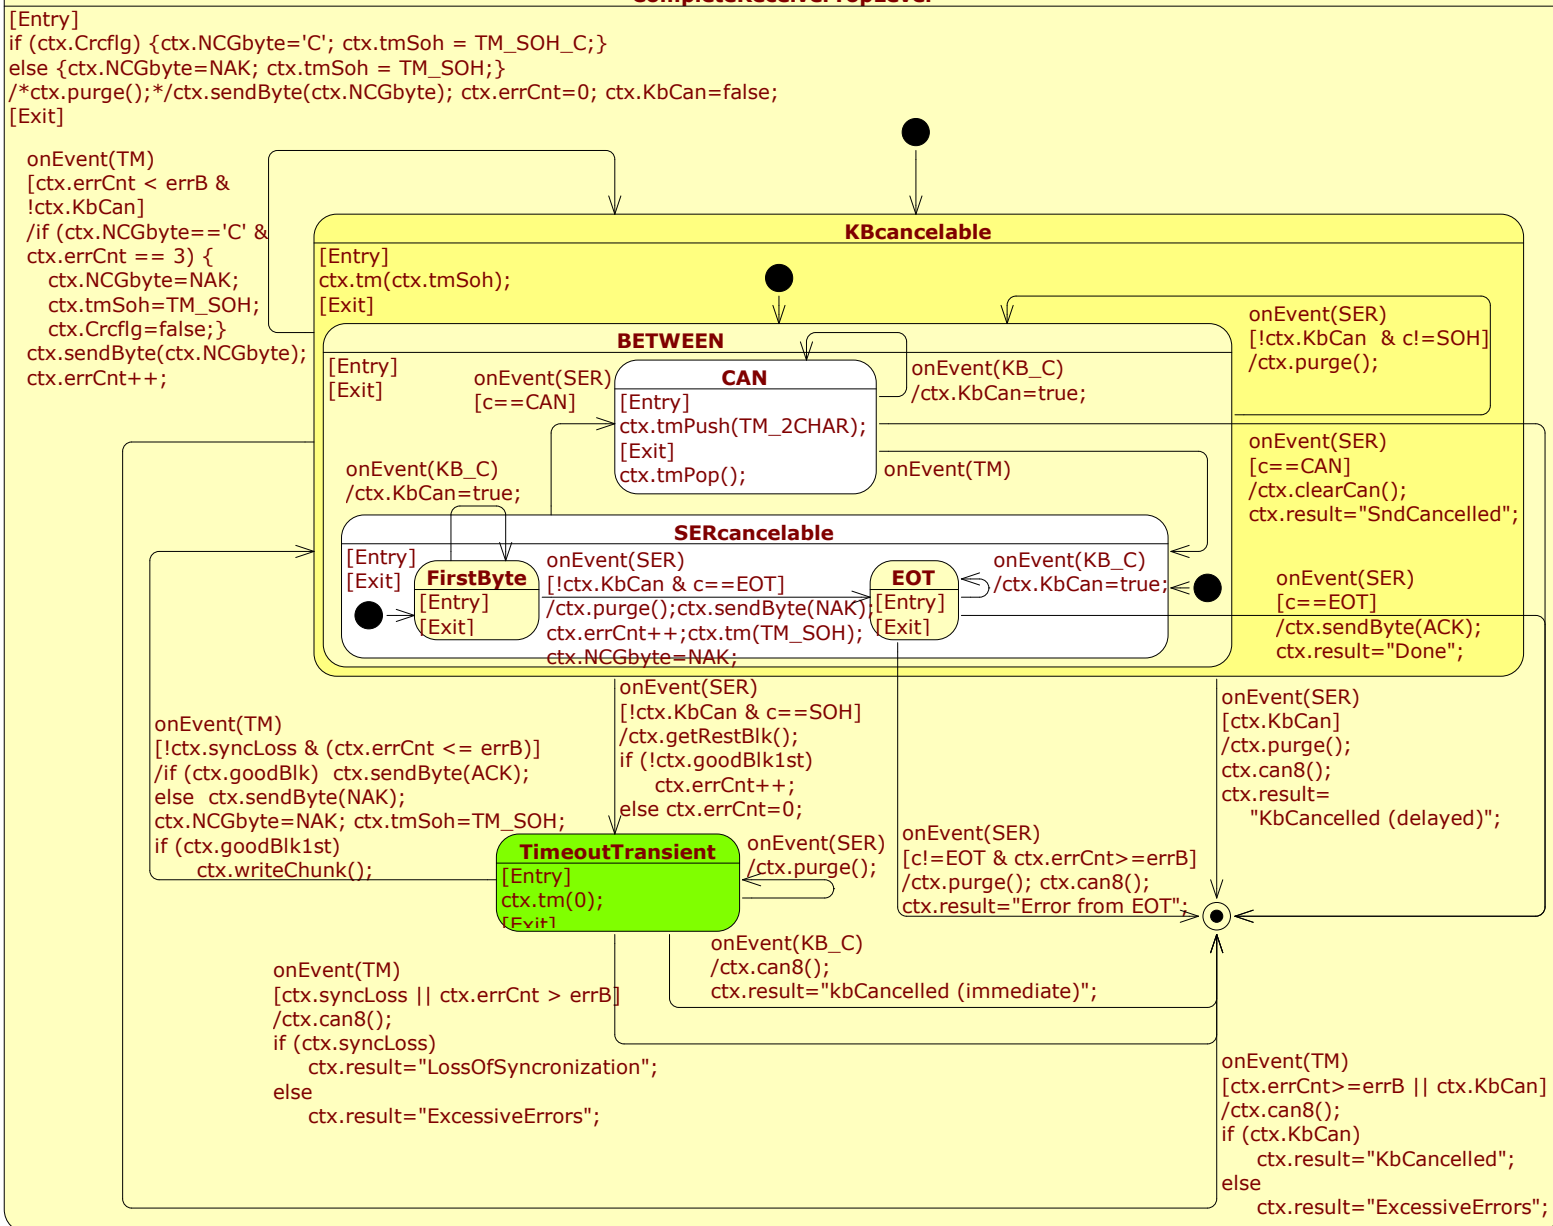 CompleteReceiverTopLevel
[Entry]
if (ctx.Crcflg) {ctx.NCGbyte='C'; ctx.tmSoh = TM_SOH_C;}
else {ctx.NCGbyte=NAK; ctx.tmSoh = TM_SOH;}
/*ctx.purge();*/ctx.sendByte(ctx.NCGbyte); ctx.errCnt=0; ctx.KbCan=false;
[Exit]
onEvent(TM)
[ctx.errCnt < errB &
!ctx.KbCan]
/if (ctx.NCGbyte=='C' &
ctx.errCnt == 3) {
ctx.NCGbyte=NAK;
ctx.tmSoh=TM_SOH;
ctx.Crcflg=false;}
ctx.sendByte(ctx.NCGbyte);
ctx.errCnt++;
KBcancelable
[Entry]
ctx.tm(ctx.tmSoh);
[Exit]
onEvent(SER)
[!ctx.KbCan & c!=SOH]
/ctx.purge();
BETWEEN
[Entry]
[Exit]
onEvent(SER)
[c==CAN]
CAN
[Entry]
ctx.tmPush(TM_2CHAR);
[Exit]
ctx.tmPop();
onEvent(KB_C)
/ctx.KbCan=true;
onEvent(TM)
onEvent(SER)
[c==CAN]
/ctx.clearCan();
ctx.result="SndCancelled";
onEvent(KB_C)
/ctx.KbCan=true;
SERcancelable
[Entry]
[Exit]
FirstByte
[Entry]
[Exit]
onEvent(SER)
[!ctx.KbCan & c==EOT]
/ctx.purge();ctx.sendByte(NAK);
ctx.errCnt++;ctx.tm(TM_SOH);
ctx.NCGbyte=NAK;
EOT
[Entry]
[Exit]
onEvent(KB_C)
/ctx.KbCan=true;
onEvent(SER)
[c==EOT]
/ctx.sendByte(ACK);
ctx.result="Done";
onEvent(SER)
[!ctx.KbCan & c==SOH]
/ctx.getRestBlk();
if (!ctx.goodBlk1st)
ctx.errCnt++;
else ctx.errCnt=0;
onEvent(SER)
[ctx.KbCan]
/ctx.purge();
ctx.can8();
ctx.result=
"KbCancelled (delayed)";
onEvent(TM)
[!ctx.syncLoss & (ctx.errCnt <= errB)]
/if (ctx.goodBlk) ctx.sendByte(ACK);
else ctx.sendByte(NAK);
ctx.NCGbyte=NAK; ctx.tmSoh=TM_SOH;
if (ctx.goodBlk1st)
ctx.writeChunk();
TimeoutTransient
[Entry]
ctx.tm(0);
[Exit]
onEvent(SER)
/ctx.purge();
onEvent(SER)
[c!=EOT & ctx.errCnt>=errB]
/ctx.purge(); ctx.can8();
ctx.result="Error from EOT";
onEvent(KB_C)
/ctx.can8();
ctx.result="kbCancelled (immediate)";
onEvent(TM)
[ctx.syncLoss || ctx.errCnt > errB]
/ctx.can8();
if (ctx.syncLoss)
ctx.result="LossOfSyncronization";
else
ctx.result="ExcessiveErrors";
onEvent(TM)
[ctx.errCnt>=errB || ctx.KbCan]
/ctx.can8();
if (ctx.KbCan)
ctx.result="KbCancelled";
else
ctx.result="ExcessiveErrors";